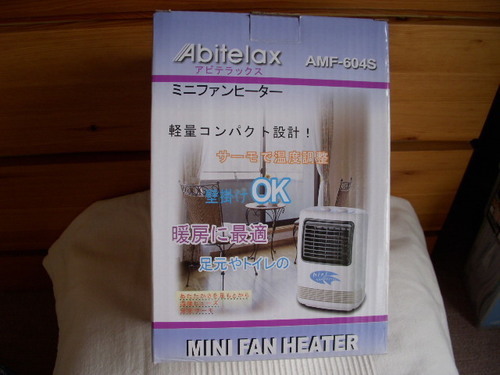 Abitelax AMF-604S
アビテラックス
ミニファンヒーター
軽量コンパクト設計!
サーモで温度調整
壁掛けOK
暖房に最適
足元やトイレの
MINI FAN HEATER